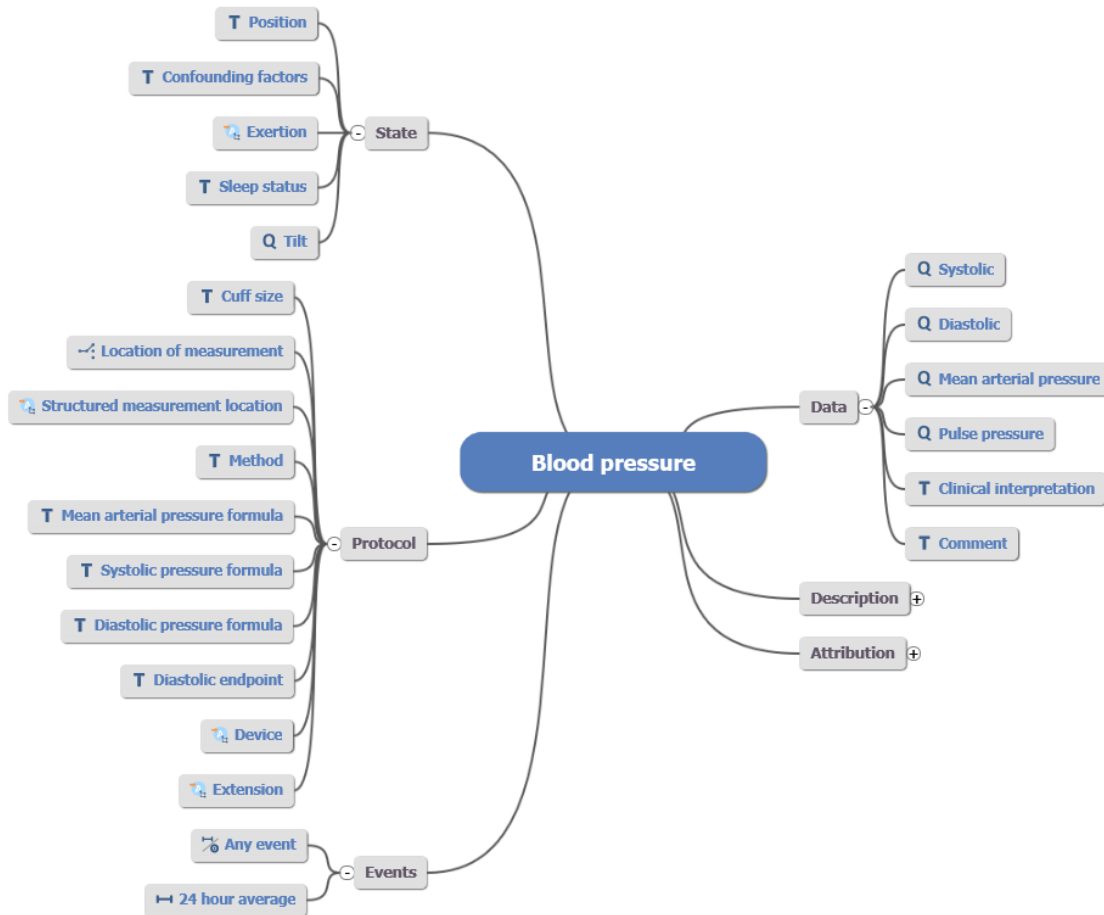 T Position
T Confounding factors
Exertion
T Sleep status
Q Tilt
State
T Cuff size
Location of measurement
Structured measurement location
T Method
T Mean arterial pressure formula
T Systolic pressure formula
T Diastolic pressure formula
T Diastolic endpoint
Device
Extension
Protocol
Any event
24 hour average
Events
Blood pressure
Data
Q Systolic
Q Diastolic
Q Mean arterial pressure
Q Pulse pressure
T Clinical interpretation
T Comment
Description
Attribution